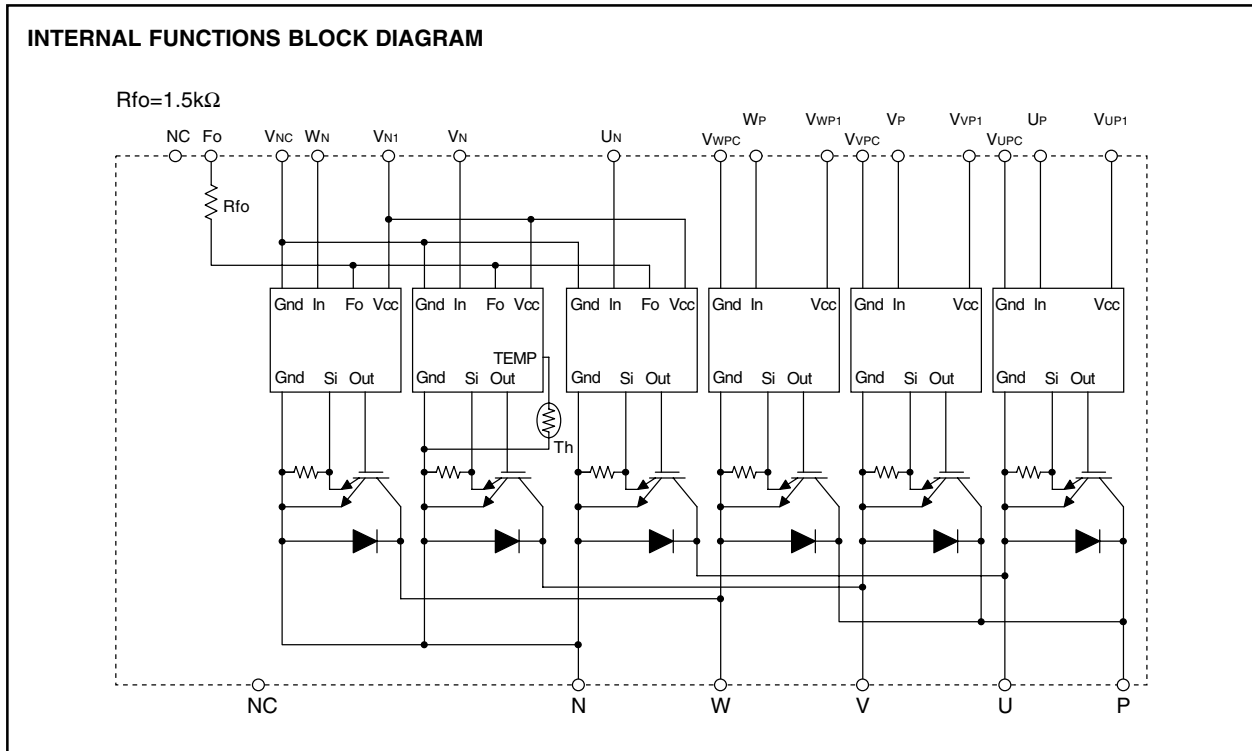 INTERNAL FUNCTIONS BLOCK DIAGRAM
Rfo=1.5kΩ
NC Fo VNC WN VN1 VN UN VWPC WP VWP1 VVPC VP VVP1 VUPC UP VUP1
Rfo
Gnd In Fo Vcc Gnd In Fo Vcc Gnd In Fo Vcc Gnd In Vcc Gnd In Vcc Gnd In Vcc
TEMP
Gnd Si Out Gnd Si Out Gnd Si Out Gnd Si Out Gnd Si Out Gnd Si Out
Th
NC N W V U P